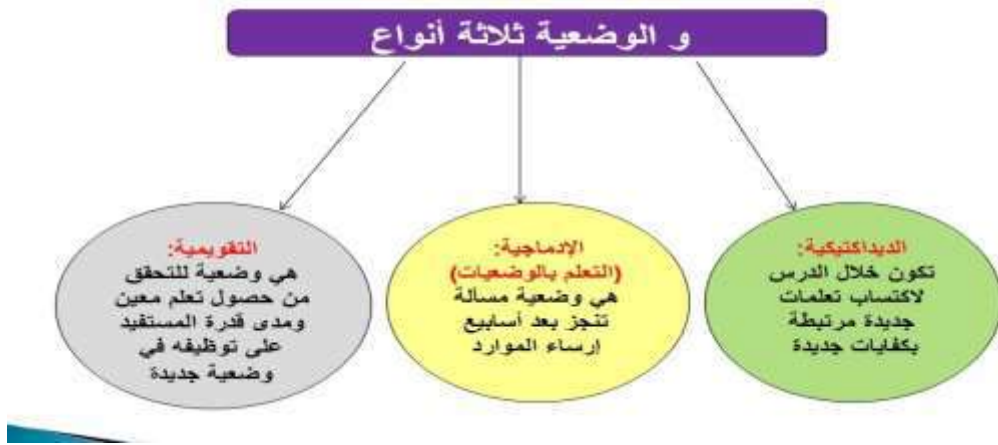 و الوضعية ثلاثة أنواع
الديداكتيكية:
تكون خلال الدرس
لاكتساب تعلمات
جديدة مرتبطة
بكفايات جديدة
الإدماجية:
(التعلم بالوضعيات)
هي وضعية مسألة
تنجز بعد أسابيع
إرساء الموارد
التقويمية:
هي وضعية للتحقق
من حصول تعلم معين
ومدى قدرة المستفيد
على توظيفه في
وضعية جديدة